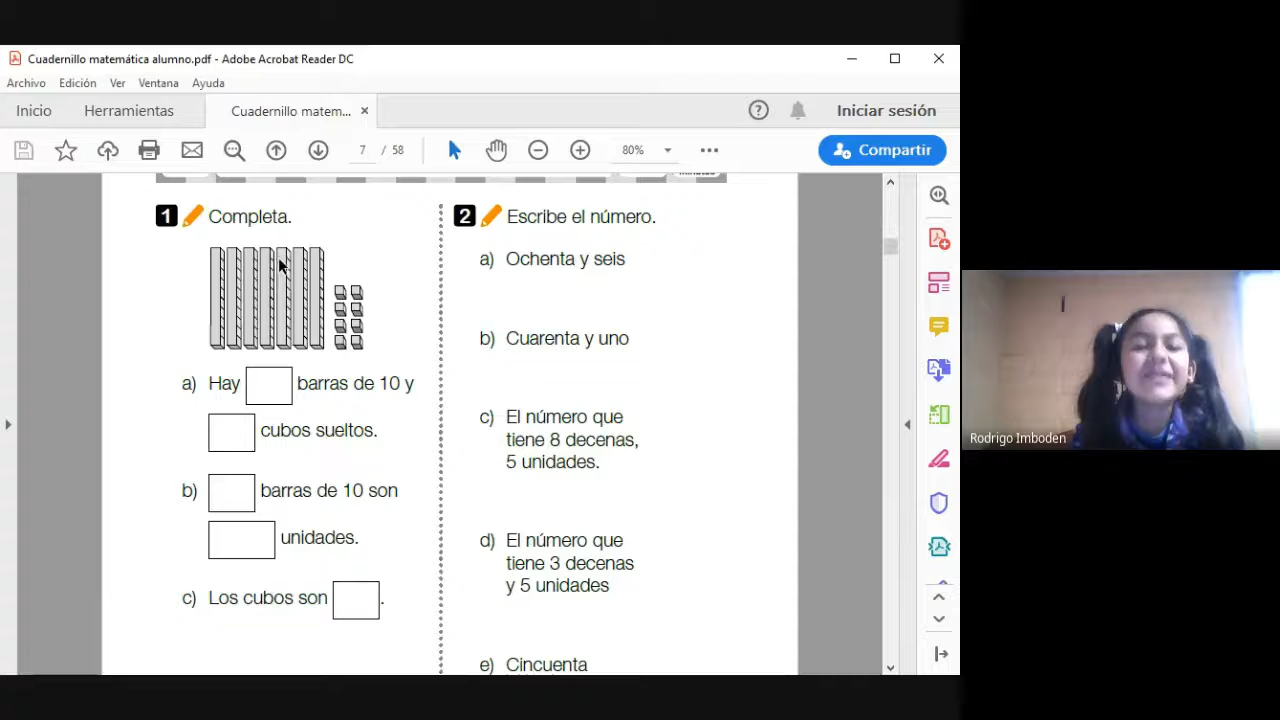 Cuadernillo matemática alumno.pdf - Adobe Acrobat Reader DC
Archivo Edición Ver Ventana Ayuda
Inicio Herramientas Cuadernillo matem... Iniciar sesión
7 / 58 80% Compartir
minutos
1 Completa.
a) Hay barras de 10 y
cubos sueltos.
b) barras de 10 son
unidades.
c) Los cubos son .
2 Escribe el número.
a) Ochenta y seis
b) Cuarenta y uno
c) El número que
tiene 8 decenas,
5 unidades.
d) El número que
tiene 3 decenas
y 5 unidades
e) Cincuenta
Rodrigo Imboden